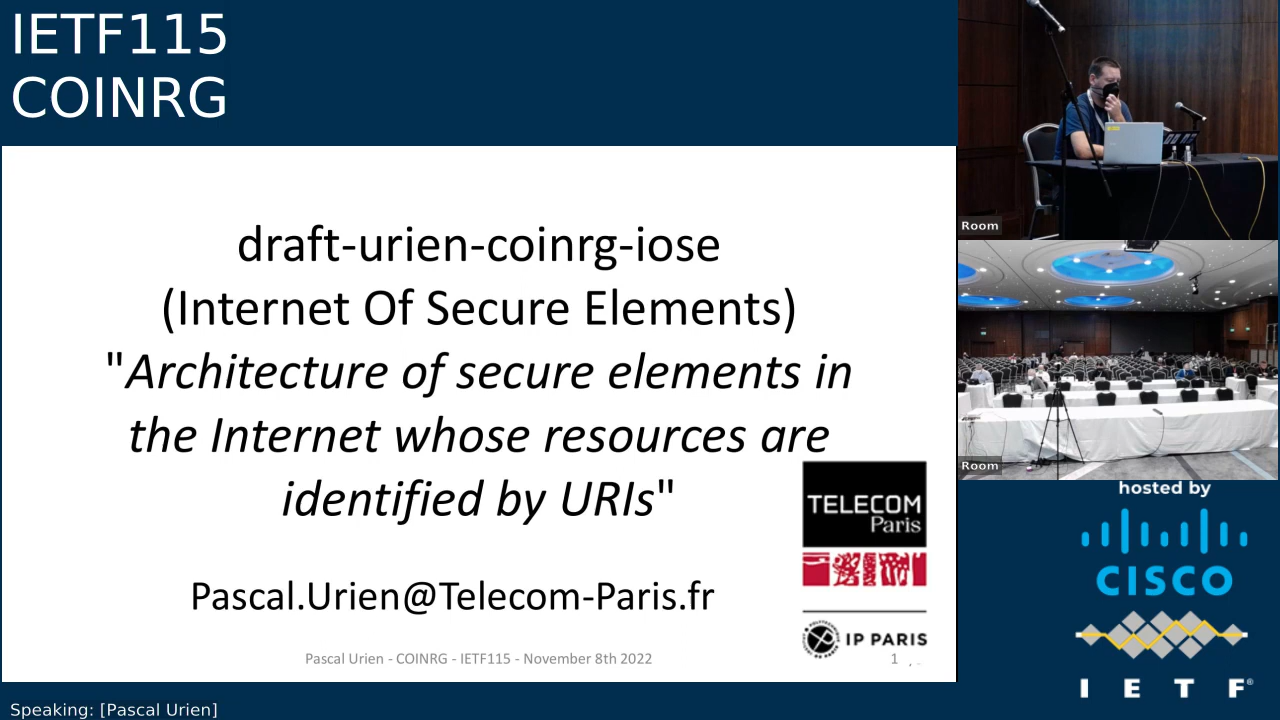 IETF115
COINRG
draft-urien-coinrg-iose
(Internet Of Secure Elements)
"Architecture of secure elements in
the Internet whose resources are
identified by URIs"
TELECOM
Paris
Pascal.Urien@Telecom-Paris.fr
IP PARIS
Pascal Urien - COINRG - IETF115 - November 8th 2022
1
Room
Room
hosted by
CISCO
I E T F®
Speaking: [Pascal Urien]